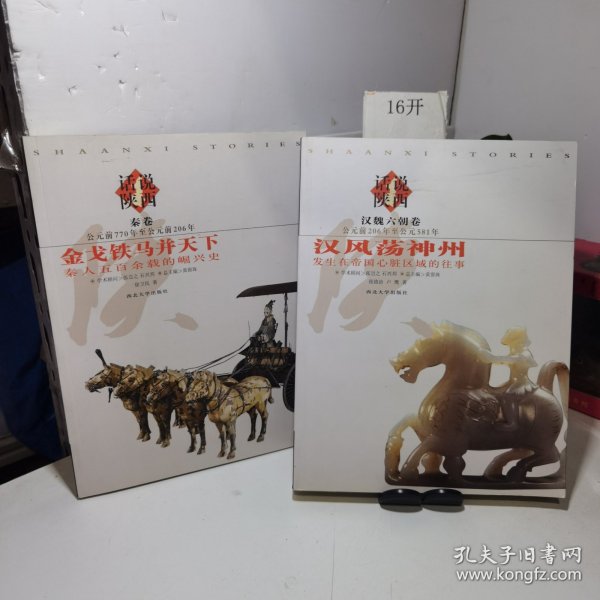 16开
SHAANXI STORIES
话说
陕西
秦卷
公元前770年至公元前206年
金戈铁马并天下
秦人五百余载的崛兴史
西北大学出版社
SHAANXI STORIES
话说
陕西
汉魏六朝卷
公元前206年至公元581年
汉风荡神州
发生在帝国心脏区域的往事
西北大学出版社
孔夫子旧书网
www.kongfz.com